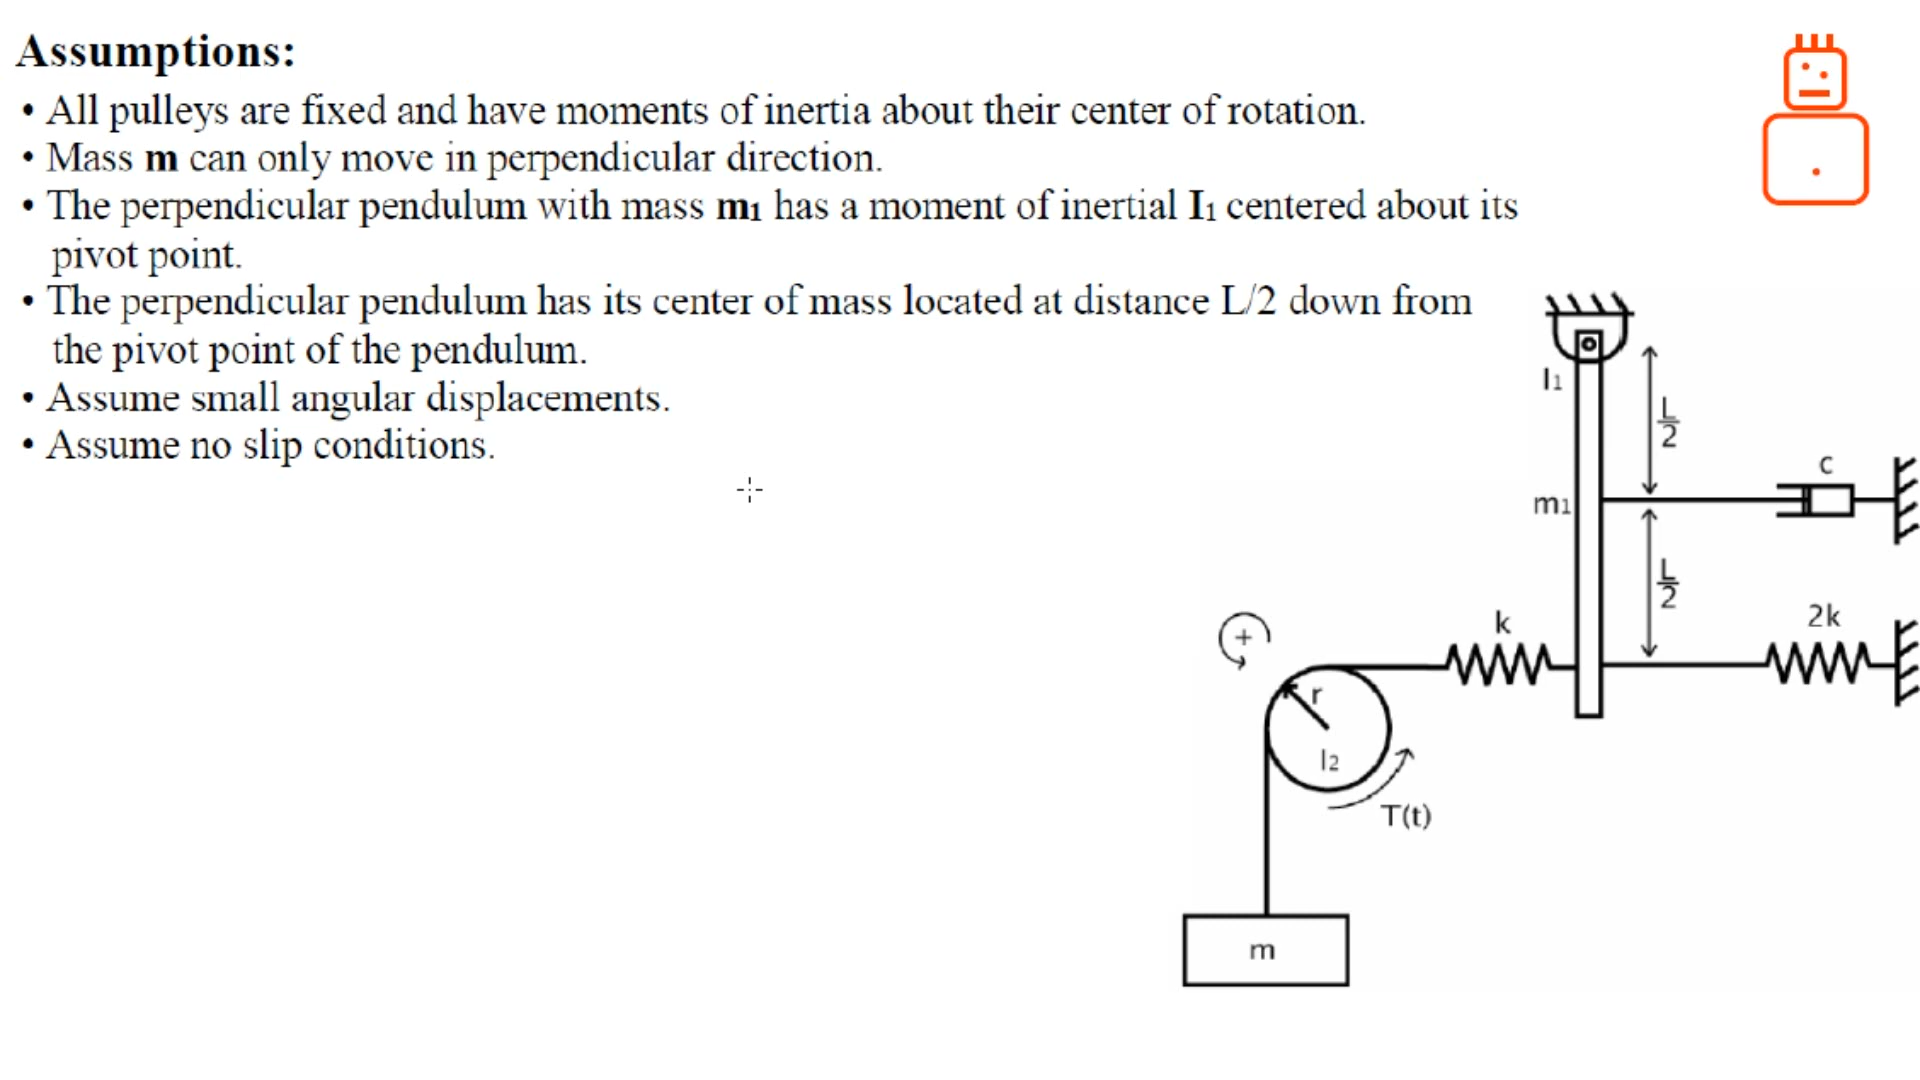 Assumptions:
• All pulleys are fixed and have moments of inertia about their center of rotation.
• Mass m can only move in perpendicular direction.
• The perpendicular pendulum with mass m₁ has a moment of inertial I₁ centered about its
pivot point.
• The perpendicular pendulum has its center of mass located at distance L/2 down from
the pivot point of the pendulum.
• Assume small angular displacements.
• Assume no slip conditions.
I₁
L/2
c
m₁
L/2
k
2k
+
r
I₂
T(t)
m